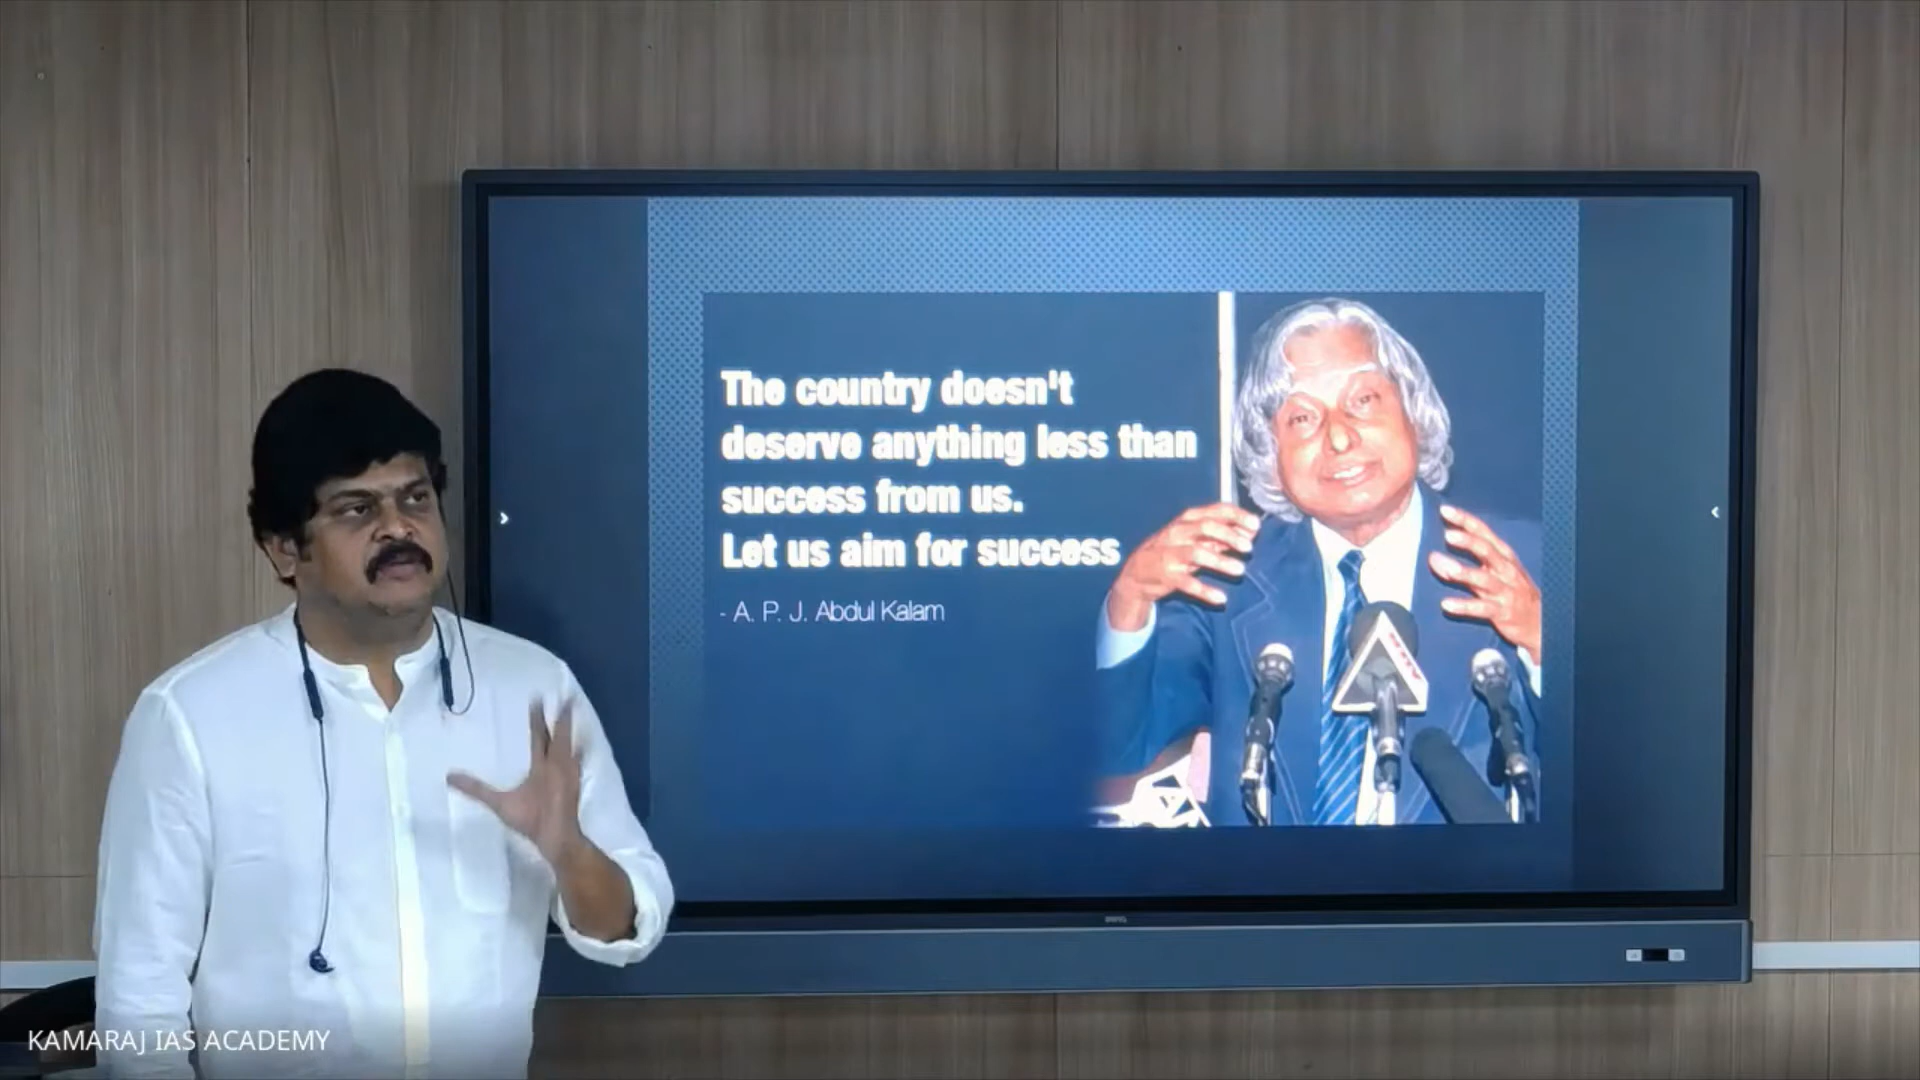 The country doesn't
deserve anything less than
success from us.
Let us aim for success
- A. P. J. Abdul Kalam
KAMARAJ IAS ACADEMY